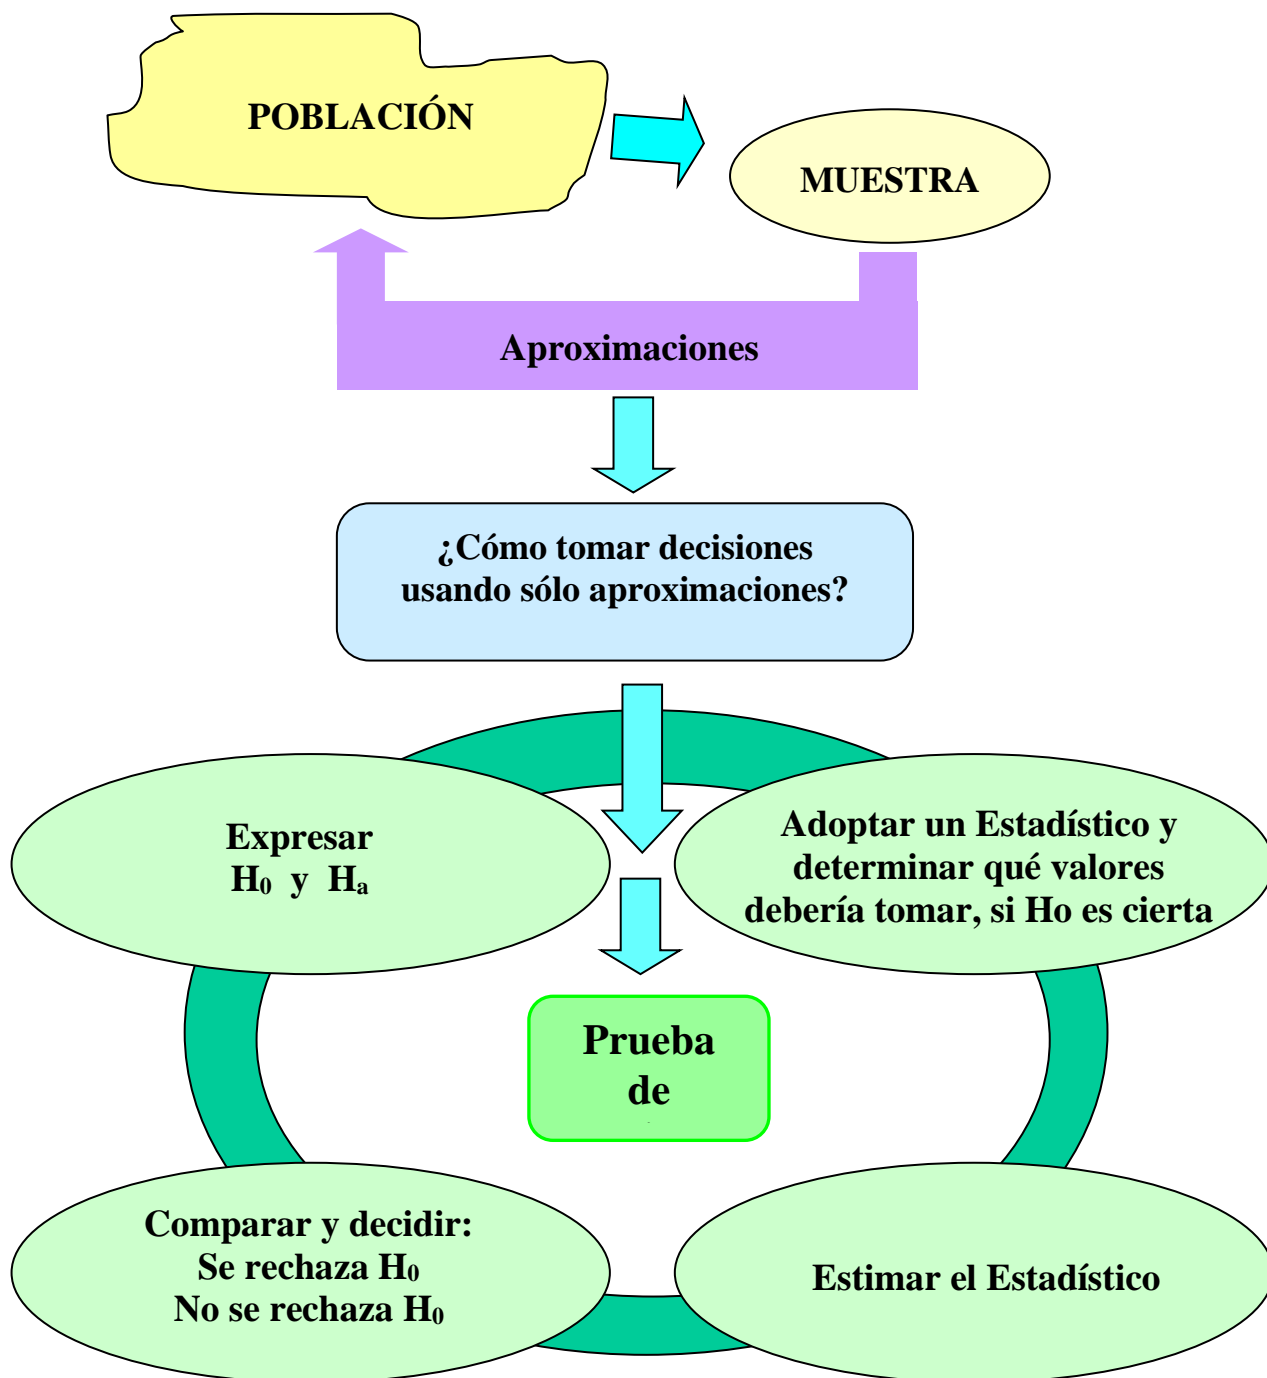 POBLACIÓN
MUESTRA
Aproximaciones
¿Cómo tomar decisiones
usando sólo aproximaciones?
Expresar
H₀ y Hₐ
Adoptar un Estadístico y
determinar qué valores
debería tomar, si Ho es cierta
Prueba
de
Comparar y decidir:
Se rechaza H₀
No se rechaza H₀
Estimar el Estadístico